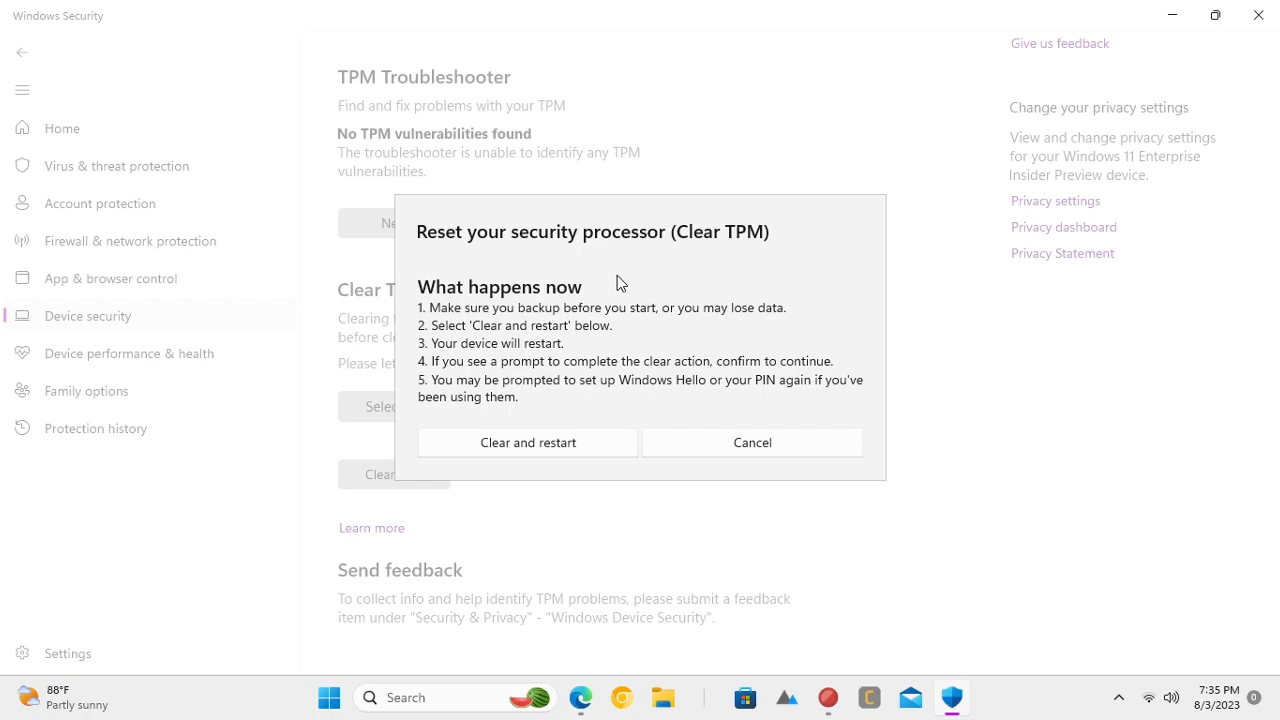 Windows Security
Give us feedback
TPM Troubleshooter
Find and fix problems with your TPM
No TPM vulnerabilities found
The troubleshooter is unable to identify any TPM
vulnerabilities.
Change your privacy settings
View and change privacy settings
for your Windows 11 Enterprise
Insider Preview device.
Privacy settings
Privacy dashboard
Privacy Statement
Home
Virus & threat protection
Account protection
Firewall & network protection
App & browser control
Device security
Device performance & health
Family options
Protection history
Settings
Reset your security processor (Clear TPM)
What happens now
1. Make sure you backup before you start, or you may lose data.
2. Select 'Clear and restart' below.
3. Your device will restart.
4. If you see a prompt to complete the clear action, confirm to continue.
5. You may be prompted to set up Windows Hello or your PIN again if you've
been using them.
Clear and restart
Cancel
Clear
Clearing
Please
Clear
Learn more
Send feedback
To collect info and help identify TPM problems, please submit a feedback
item under "Security & Privacy" - "Windows Device Security".
88°F
Partly sunny
Search
7:35 PM
8/3/2023
0